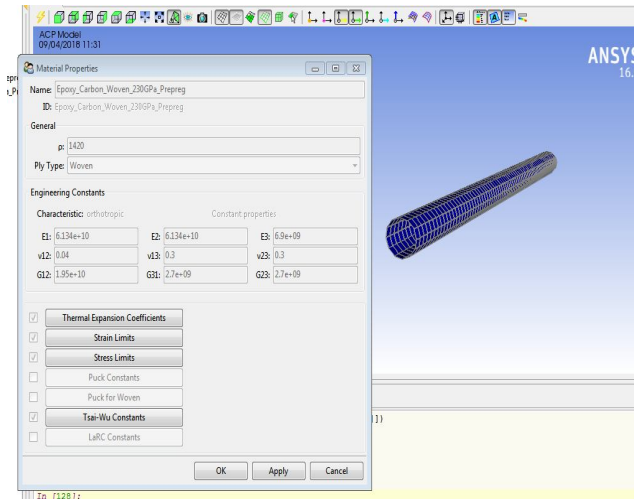 ACP Model
09/04/2018 11:31
ANSYS
16.
Material Properties
Name: Epoxy_Carbon_Woven_230GPa_Prepreg
ID: Epoxy_Carbon_Woven_230GPa_Prepreg
General
ρ: 1420
Ply Type: Woven
Engineering Constants
Characteristic: orthotropic Constant properties
E1: 6.134e+10 E2: 6.134e+10 E3: 6.9e+09
ν12: 0.04 ν13: 0.3 ν23: 0.3
G12: 1.95e+10 G31: 2.7e+09 G23: 2.7e+09
Thermal Expansion Coefficients
Strain Limits
Stress Limits
Puck Constants
Puck for Woven
Tsai-Wu Constants
LaRC Constants
])
OK Apply Cancel
In [128]: